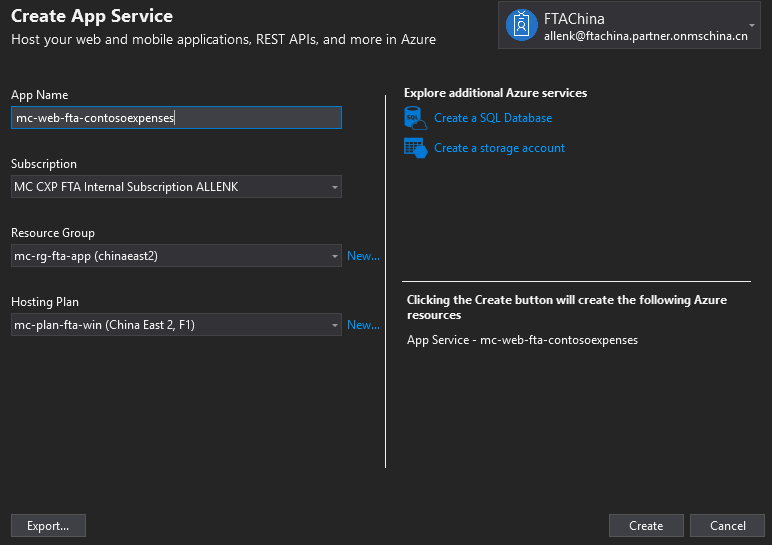 Create App Service
Host your web and mobile applications, REST APIs, and more in Azure
FTAChina
allenk@ftachina.partner.onmschina.cn
App Name
mc-web-fta-contosoexpenses
Subscription
MC CXP FTA Internal Subscription ALLENK
Resource Group
mc-rg-fta-app (chinaeast2)
New...
Hosting Plan
mc-plan-fta-win (China East 2, F1)
New...
Explore additional Azure services
SQL
Create a SQL Database
Create a storage account
Clicking the Create button will create the following Azure
resources
App Service - mc-web-fta-contosoexpenses
Export...
Create
Cancel